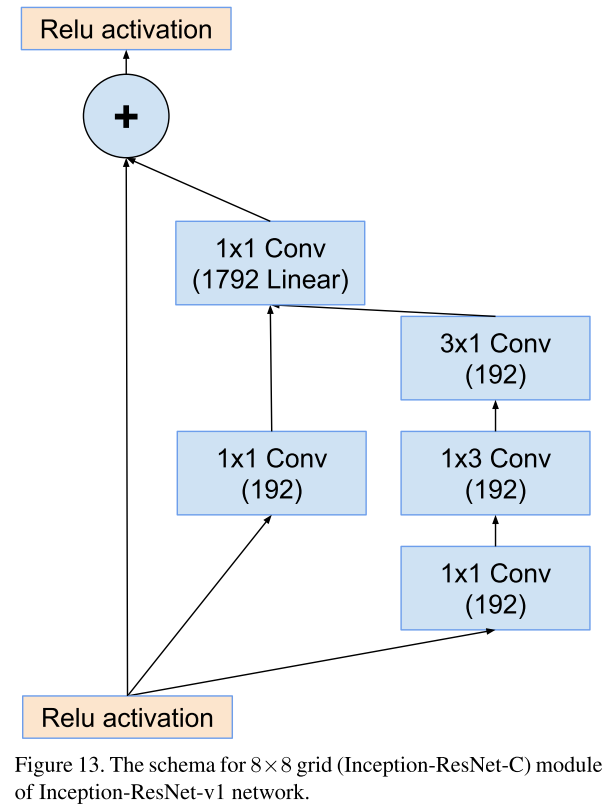 Relu activation
+
1x1 Conv
(1792 Linear)
3x1 Conv
(192)
1x1 Conv
(192)
1x3 Conv
(192)
1x1 Conv
(192)
Relu activation
Figure 13. The schema for 8×8 grid (Inception-ResNet-C) module
of Inception-ResNet-v1 network.